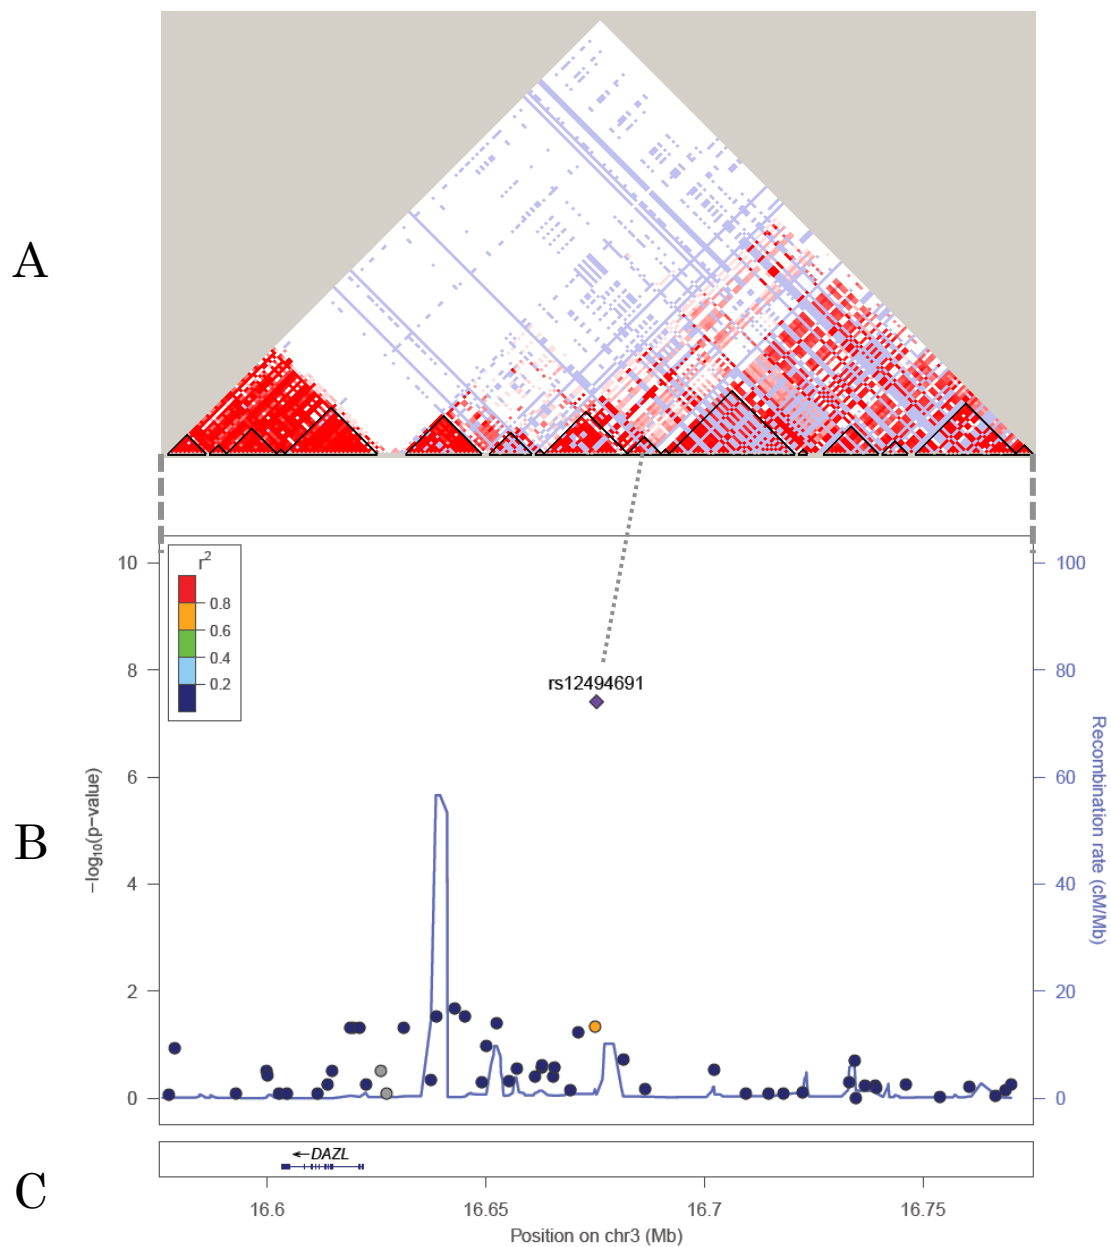 A
r²
0.8
0.6
0.4
0.2
10
8
6
4
2
0
−log₁₀(p-value)
rs12494691
100
80
60
40
20
0
Recombination rate (cM/Mb)
B
←DAZL
C
16.6
16.65
16.7
16.75
Position on chr3 (Mb)